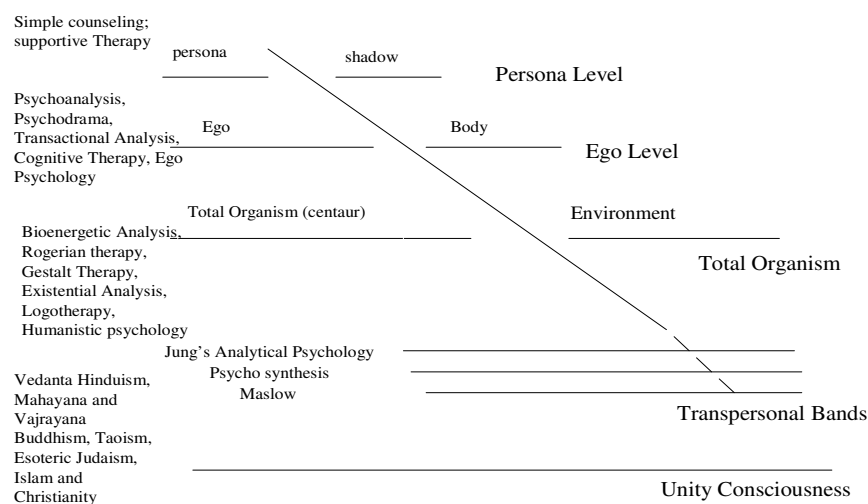 Simple counseling;
supportive Therapy
persona
shadow
Persona Level
Psychoanalysis,
Psychodrama,
Transactional Analysis,
Cognitive Therapy, Ego
Psychology
Ego
Body
Ego Level
Total Organism (centaur)
Environment
Total Organism
Bioenergetic Analysis,
Rogerian therapy,
Gestalt Therapy,
Existential Analysis,
Logotherapy,
Humanistic psychology
Jung's Analytical Psychology
Psycho synthesis
Maslow
Transpersonal Bands
Vedanta Hinduism,
Mahayana and
Vajrayana
Buddhism, Taoism,
Esoteric Judaism,
Islam and
Christianity
Unity Consciousness